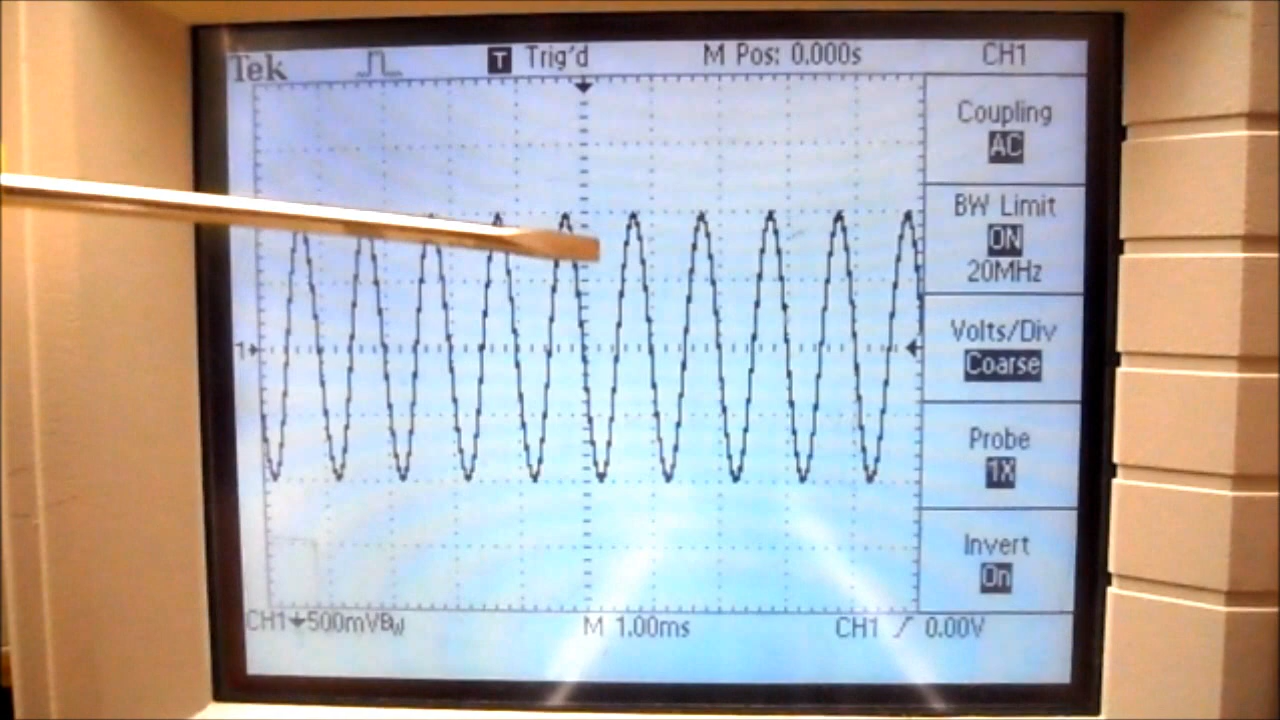 Tek T Trig'd M Pos: 0.000s CH1
Coupling
AC
BW Limit
ON
20MHz
Volts/Div
Coarse
Probe
1X
Invert
On
1
CH1 500mVBW M 1.00ms CH1 0.00V